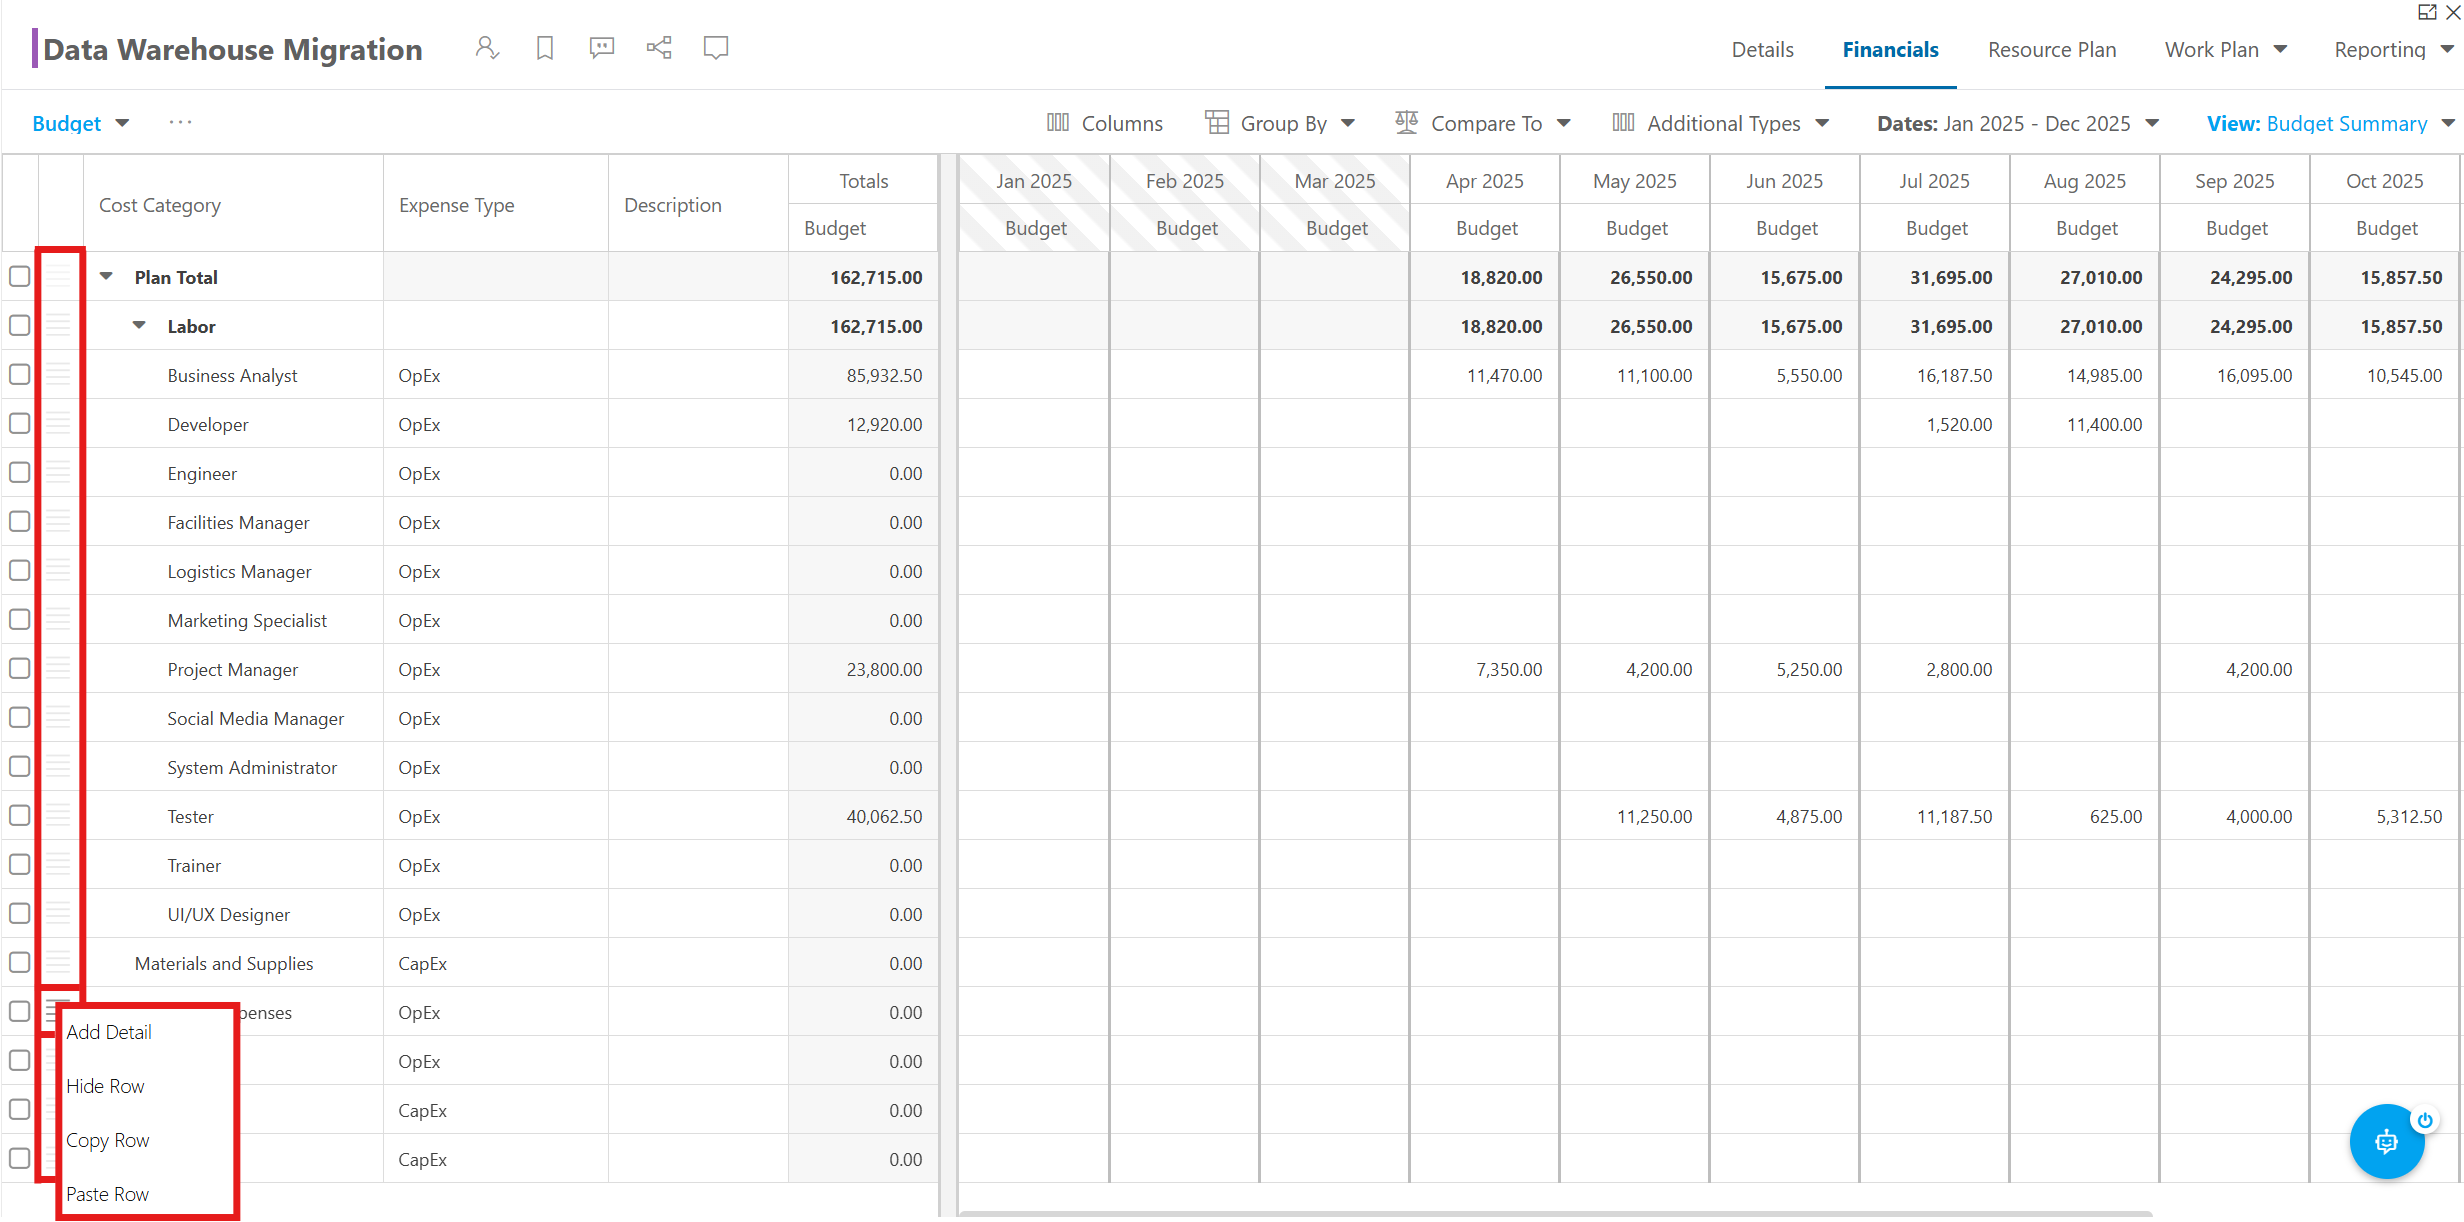 Data Warehouse Migration
Details Financials Resource Plan Work Plan Reporting
Budget ··· Columns Group By Compare To Additional Types Dates: Jan 2025 - Dec 2025 View: Budget Summary
Totals Jan 2025 Feb 2025 Mar 2025 Apr 2025 May 2025 Jun 2025 Jul 2025 Aug 2025 Sep 2025 Oct 2025
Cost Category Expense Type Description
Budget Budget Budget Budget Budget Budget Budget Budget Budget Budget Budget
Plan Total 162,715.00 18,820.00 26,550.00 15,675.00 31,695.00 27,010.00 24,295.00 15,857.50
Labor 162,715.00 18,820.00 26,550.00 15,675.00 31,695.00 27,010.00 24,295.00 15,857.50
Business Analyst OpEx 85,932.50 11,470.00 11,100.00 5,550.00 16,187.50 14,985.00 16,095.00 10,545.00
Developer OpEx 12,920.00 1,520.00 11,400.00
Engineer OpEx 0.00
Facilities Manager OpEx 0.00
Logistics Manager OpEx 0.00
Marketing Specialist OpEx 0.00
Project Manager OpEx 23,800.00 7,350.00 4,200.00 5,250.00 2,800.00 4,200.00
Social Media Manager OpEx 0.00
System Administrator OpEx 0.00
Tester OpEx 40,062.50 11,250.00 4,875.00 11,187.50 625.00 4,000.00 5,312.50
Trainer OpEx 0.00
UI/UX Designer OpEx 0.00
Materials and Supplies CapEx 0.00
penses OpEx 0.00
Add Detail
OpEx 0.00
Hide Row
CapEx 0.00
Copy Row
CapEx 0.00
Paste Row